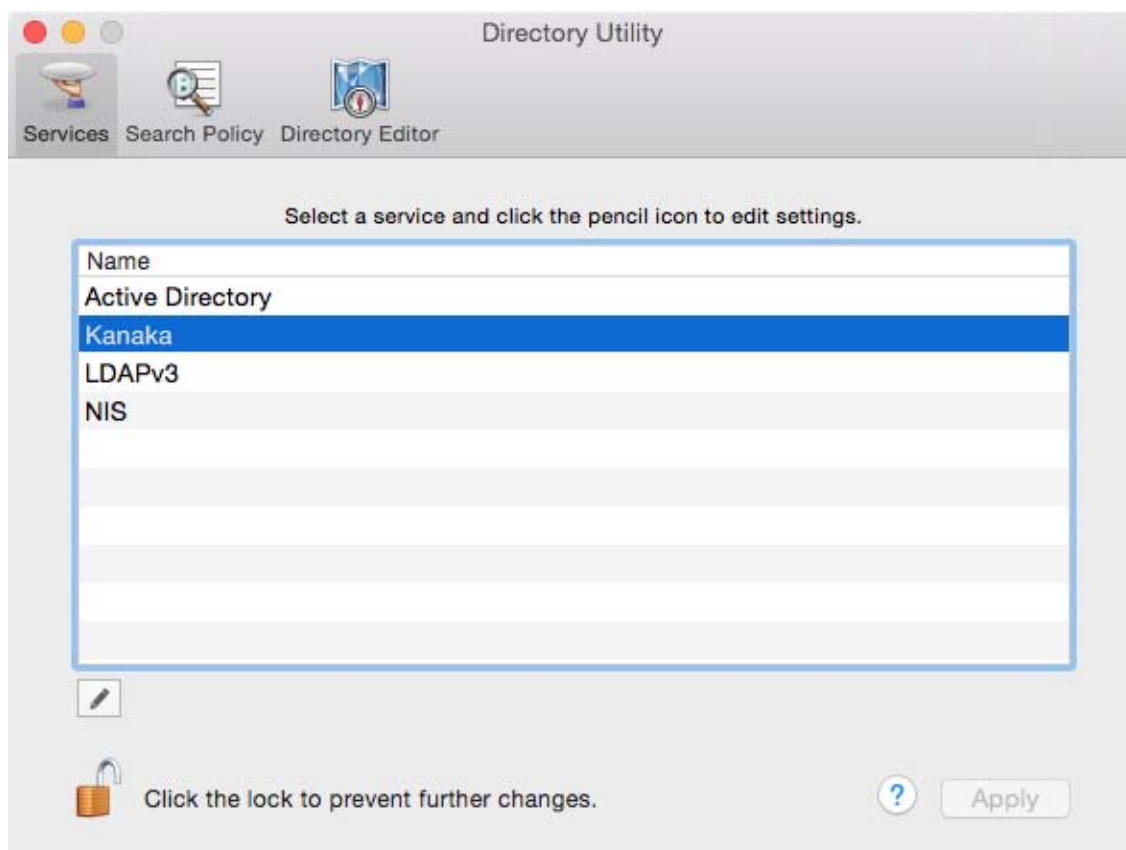 Directory Utility
Services Search Policy Directory Editor
Select a service and click the pencil icon to edit settings.
Name
Active Directory
Kanaka
LDAPv3
NIS
Click the lock to prevent further changes.
? Apply